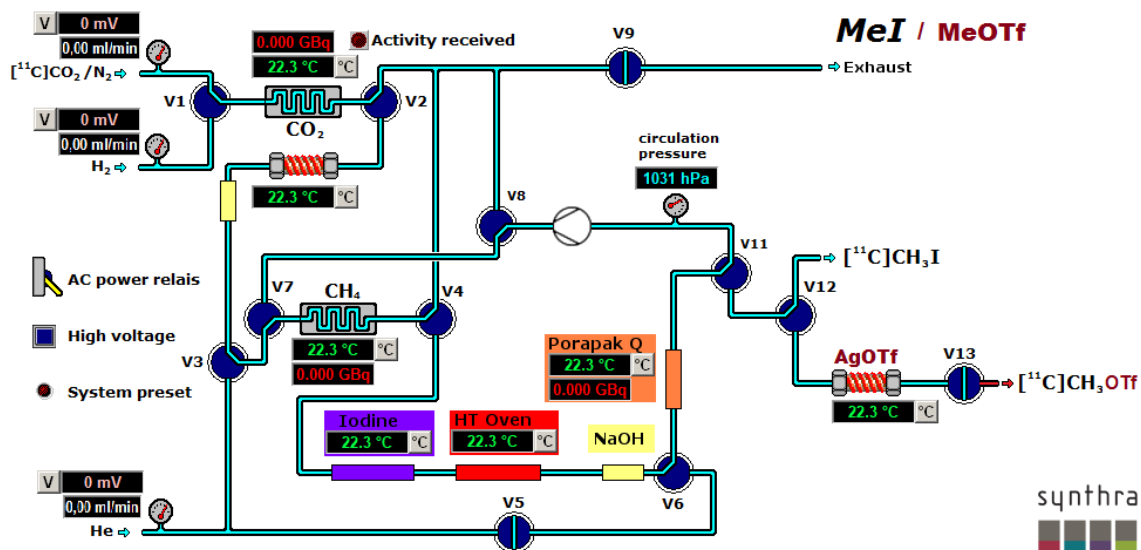 V
0 mV
0,00 ml/min
[¹¹C]CO₂/N₂
V1
0.000 GBq
Activity received
22.3 °C
°C
CO₂
V2
V9
MeI / MeOTf
Exhaust
V
0 mV
0,00 ml/min
H₂
22.3 °C
°C
circulation
pressure
1031 hPa
V8
V11
[¹¹C]CH₃I
V12
AC power relais
V7
CH₄
V4
High voltage
V3
22.3 °C
°C
0.000 GBq
Porapak Q
22.3 °C
°C
0.000 GBq
AgOTf
V13
[¹¹C]CH₃OTf
22.3 °C
°C
System preset
Iodine
22.3 °C
°C
HT Oven
22.3 °C
°C
NaOH
V
0 mV
0,00 ml/min
He
V5
V6
synthra